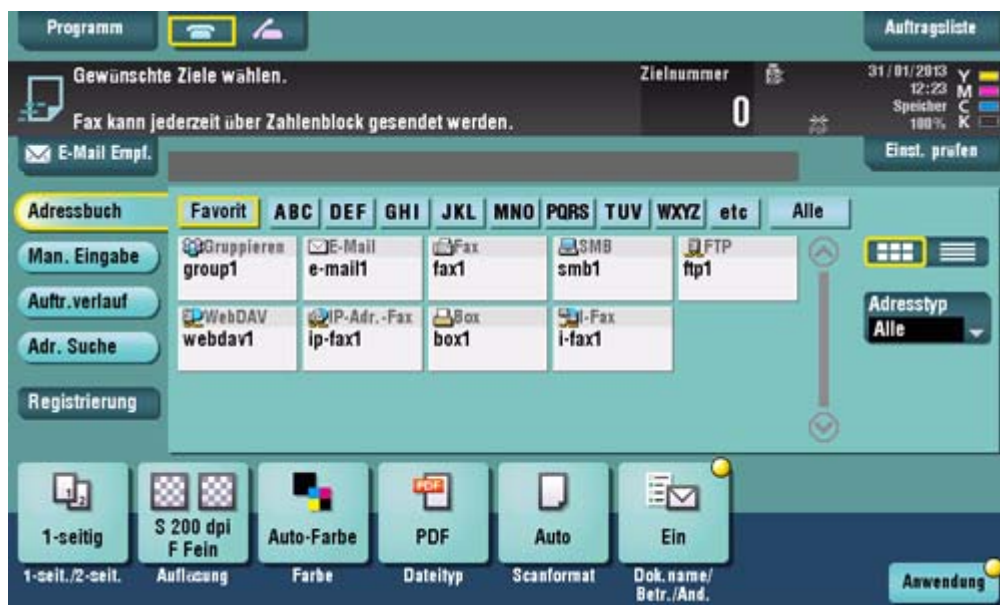 Programm
Auftragsliste
Gewünschte Ziele wählen.
Zielnummer
31/01/2013
12:23
Speicher
100%
Y
M
C
K
Fax kann jederzeit über Zahlenblock gesendet werden.
0
E-Mail Empf.
Einst. prüfen
Adressbuch
Favorit ABC DEF GHI JKL MNO PQRS TUV WXYZ etc Alle
Man. Eingabe
Gruppieren E-Mail Fax SMB FTP
group1 e-mail1 fax1 smb1 ftp1
Auftr.verlauf
WebDAV IP-Adr.-Fax Box I-Fax
webdav1 ip-fax1 box1 i-fax1
Adresstyp
Alle
Adr. Suche
Registrierung
1 2
PDF
1-seitig
S 200 dpi
F Fein
Auto-Farbe
PDF
Auto
Ein
1-seit./2-seit.
Auflösung
Farbe
Dateityp
Scanformat
Dok.name/
Betr./And.
Anwendung